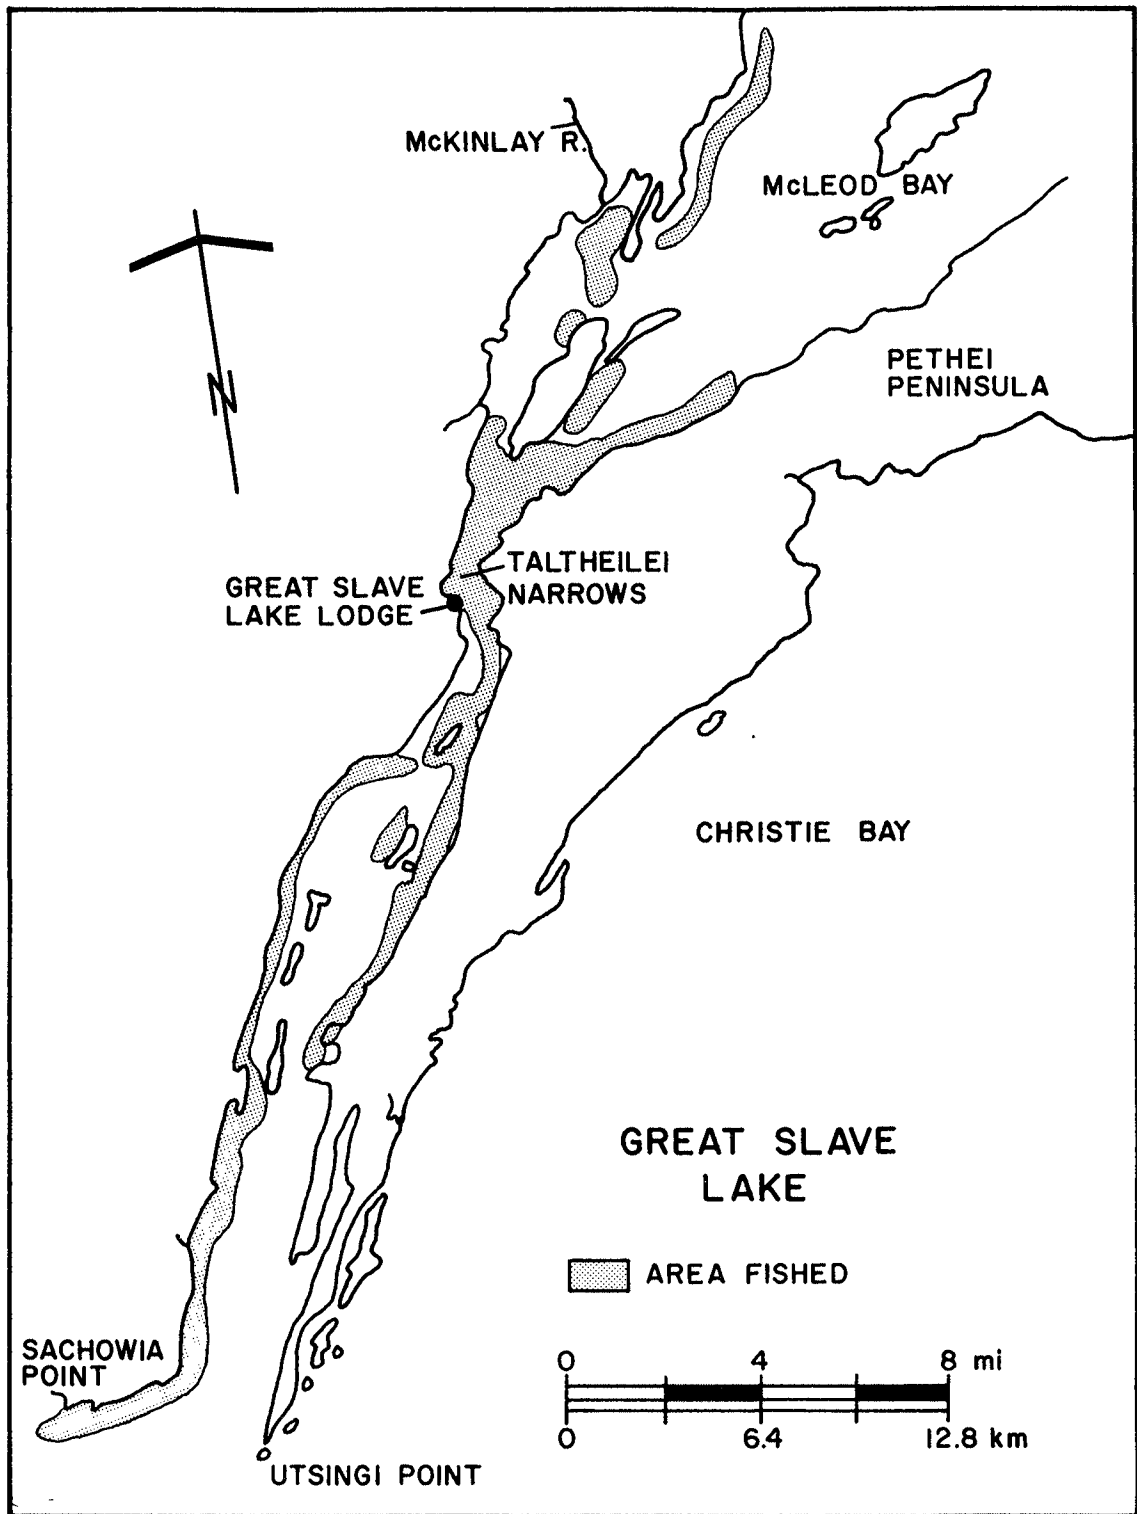 McKINLAY R.
McLEOD BAY
N
PETHEI
PENINSULA
TALTHEILEI
NARROWS
GREAT SLAVE
LAKE LODGE
CHRISTIE BAY
GREAT SLAVE
LAKE
AREA FISHED
SACHOWIA
POINT
0 4 8 mi
0 6.4 12.8 km
UTSINGI POINT